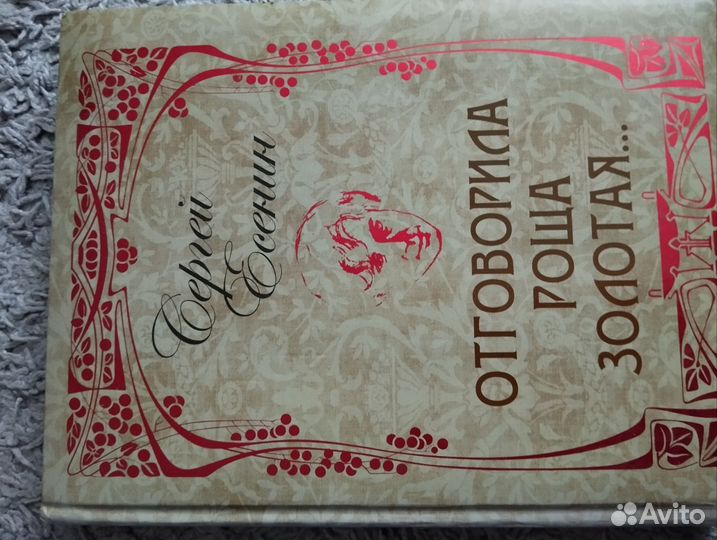 Сергей
Есенин
ОТГОВОРИЛА
РОЩА
ЗОЛОТАЯ...
Avito